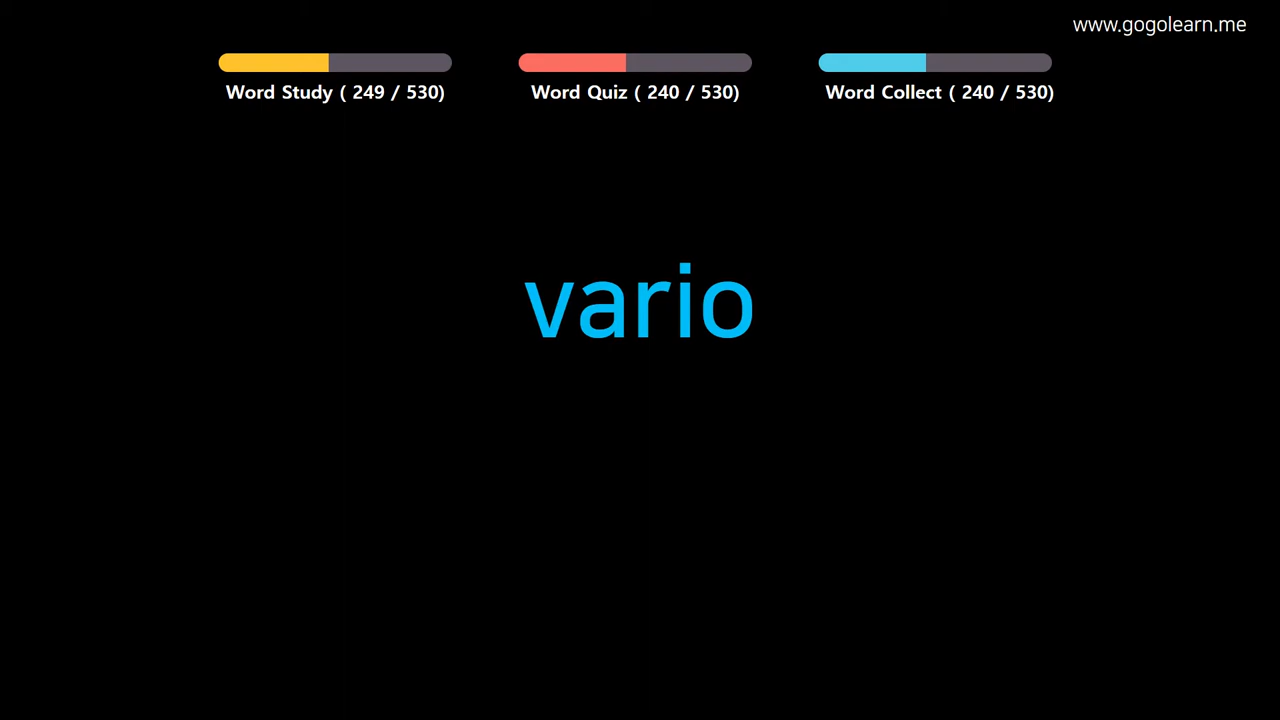 www.gogolearn.me
Word Study ( 249 / 530)
Word Quiz ( 240 / 530)
Word Collect ( 240 / 530)
vario